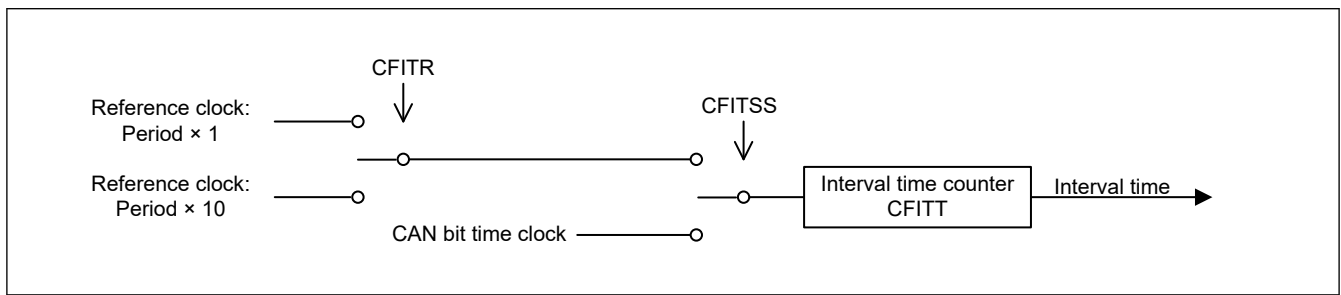 CFITR
Reference clock:
Period × 1
CFITSS
Reference clock:
Period × 10
Interval time counter
CFITT
Interval time
CAN bit time clock